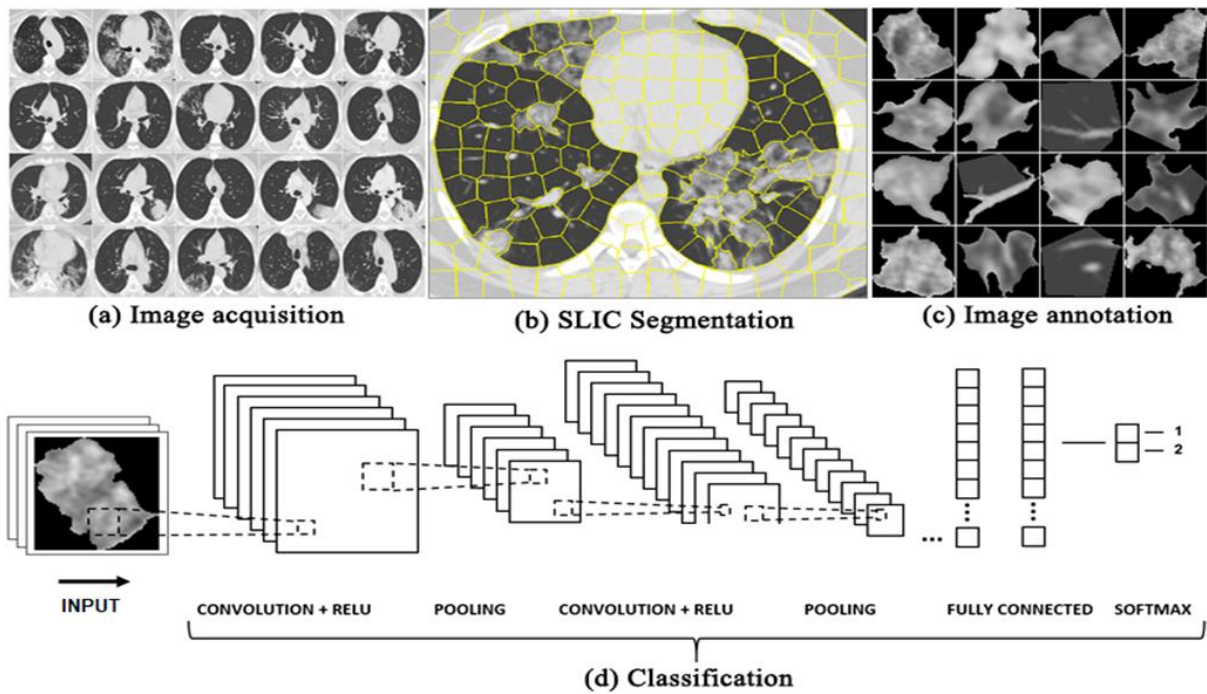 (a) Image acquisition
(b) SLIC Segmentation
(c) Image annotation
1
2
INPUT
CONVOLUTION + RELU
POOLING
CONVOLUTION + RELU
POOLING
FULLY CONNECTED
SOFTMAX
(d) Classification